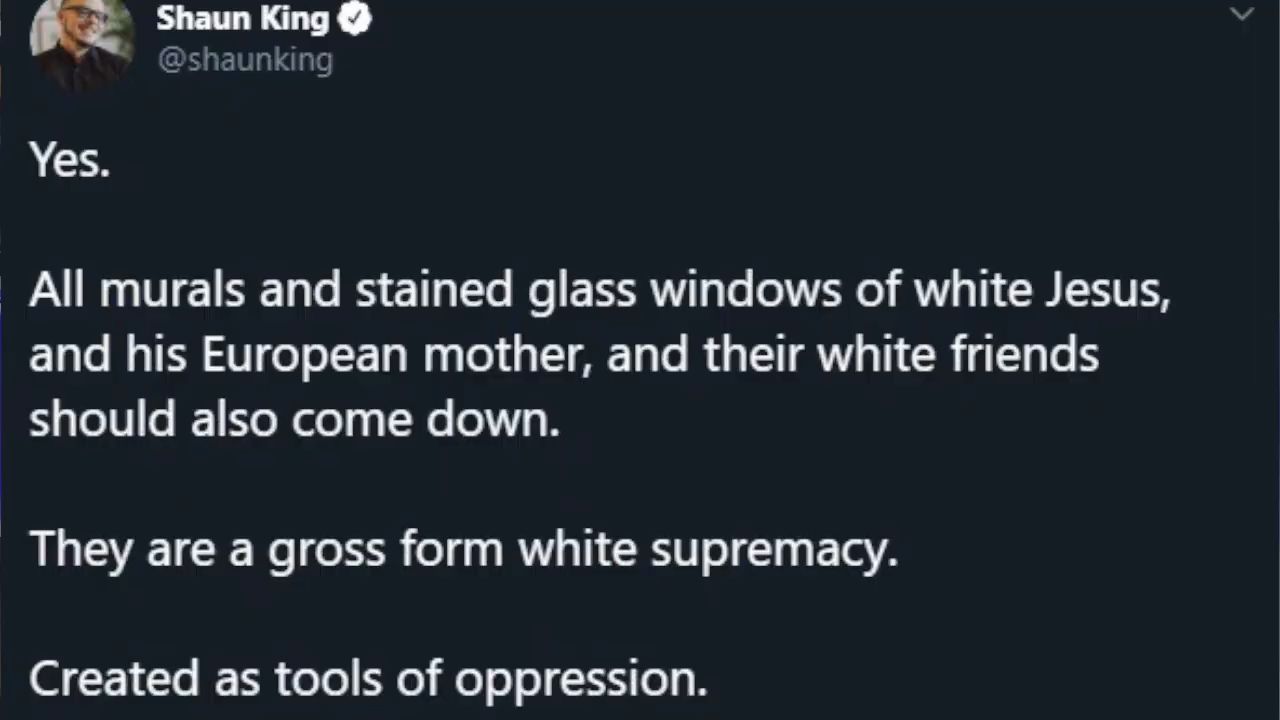 Shaun King
@shaunking
Yes.
All murals and stained glass windows of white Jesus,
and his European mother, and their white friends
should also come down.
They are a gross form white supremacy.
Created as tools of oppression.